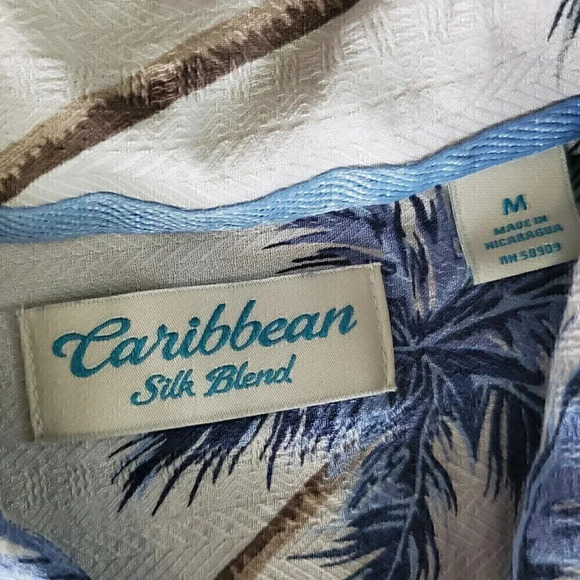 Caribbean
Silk Blend
M
MADE IN
NICARAGUA
RN 58909